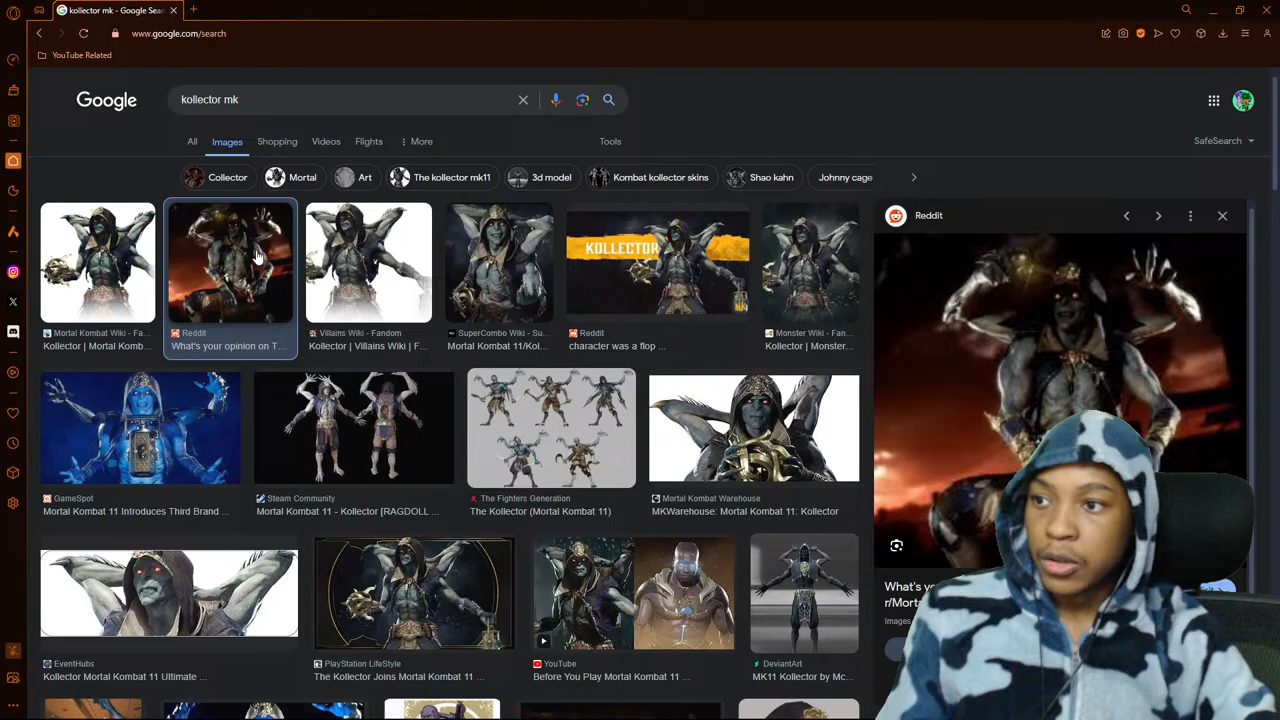 kollector mk - Google Sear
www.google.com/search
YouTube Related
Google
kollector mk
All
Images
Shopping
Videos
Flights
More
Tools
SafeSearch
Collector
Mortal
Art
The kollector mk11
3d model
Kombat kollector skins
Shao kahn
Johnny cage
Reddit
KOLLECTOR
Mortal Kombat Wiki - Fa...
Kollector | Mortal Komb...
Reddit
What's your opinion on T...
Villains Wiki - Fandom
Kollector | Villains Wiki | F...
SuperCombo Wiki - Su...
Mortal Kombat 11/Kol...
Reddit
character was a flop ...
Monster Wiki - Fan...
Kollector | Monster...
GameSpot
Mortal Kombat 11 Introduces Third Brand ...
Steam Community
Mortal Kombat 11 - Kollector [RAGDOLL ...
The Fighters Generation
The Kollector (Mortal Kombat 11)
Mortal Kombat Warehouse
MKWarehouse: Mortal Kombat 11: Kollector
What's yo
r/Morta
Images
EventHubs
Kollector Mortal Kombat 11 Ultimate ...
PlayStation LifeStyle
The Kollector Joins Mortal Kombat 11 ...
YouTube
Before You Play Mortal Kombat 11 ...
DeviantArt
MK11 Kollector by Mc...